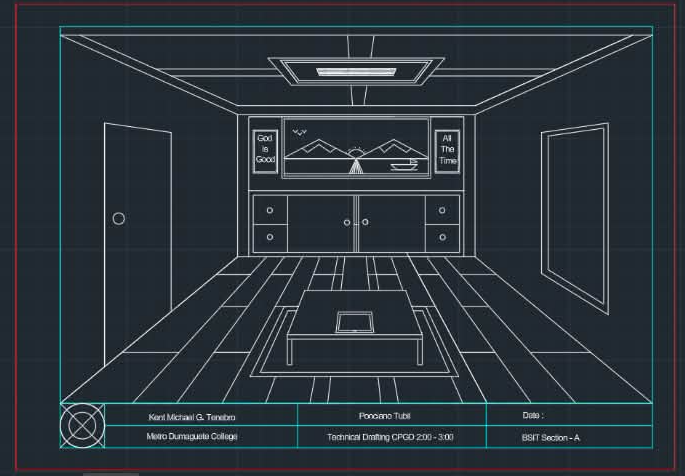 God
Is
Good
All
The
Time
Kent Michael G. Tenebro
Ponciano Tubil
Date :
Metro Dumaguete College
Technical Drafting CPGD 2:00 - 3:00
BSIT Section - A